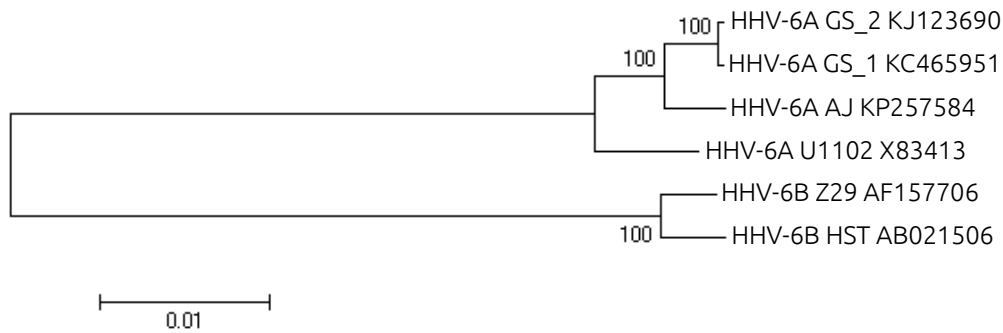 100
HHV-6A GS_2 KJ123690
100
HHV-6A GS_1 KC465951
HHV-6A AJ KP257584
HHV-6A U1102 X83413
HHV-6B Z29 AF157706
100
HHV-6B HST AB021506
0.01